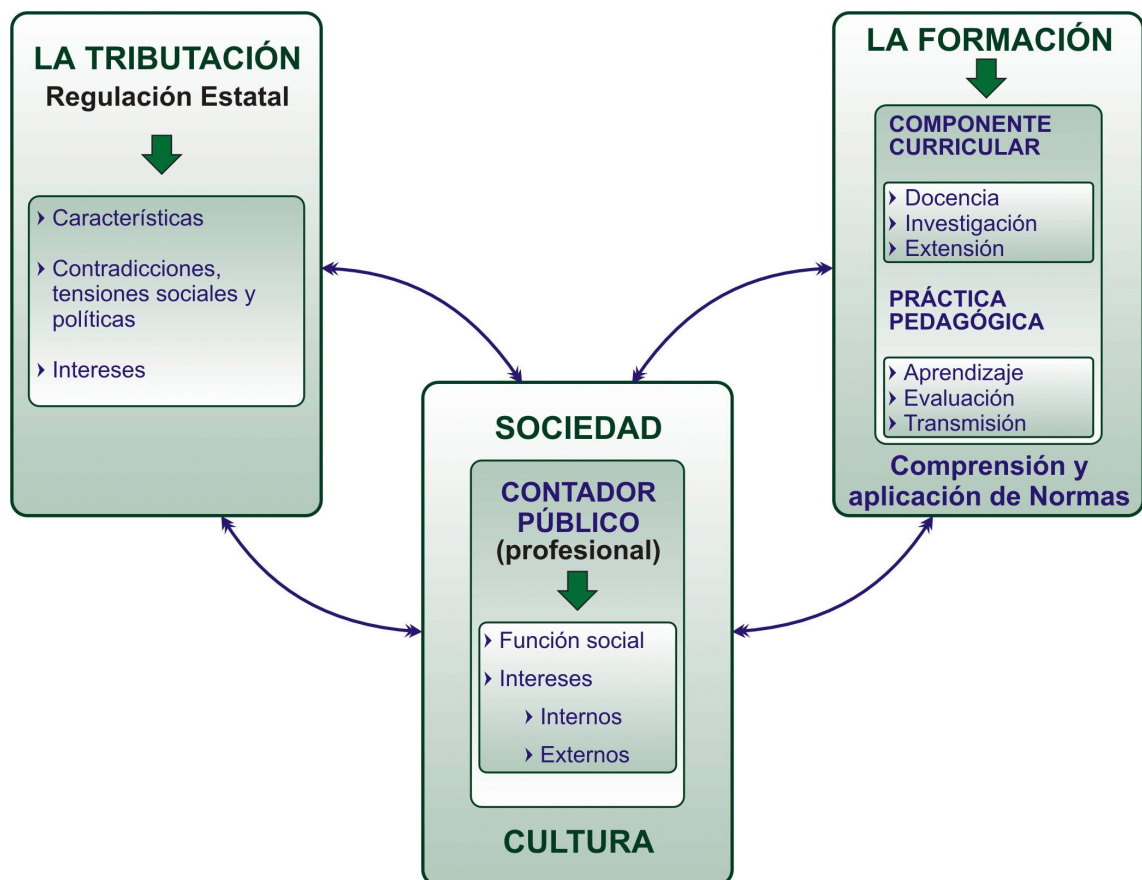 LA TRIBUTACIÓN
Regulación Estatal
Características
Contradicciones,
tensiones sociales y
políticas
Intereses
LA FORMACIÓN
COMPONENTE
CURRICULAR
Docencia
Investigación
Extensión
PRÁCTICA
PEDAGÓGICA
Aprendizaje
Evaluación
Transmisión
Comprensión y
aplicación de Normas
SOCIEDAD
CONTADOR
PÚBLICO
(profesional)
Función social
Intereses
Internos
Externos
CULTURA